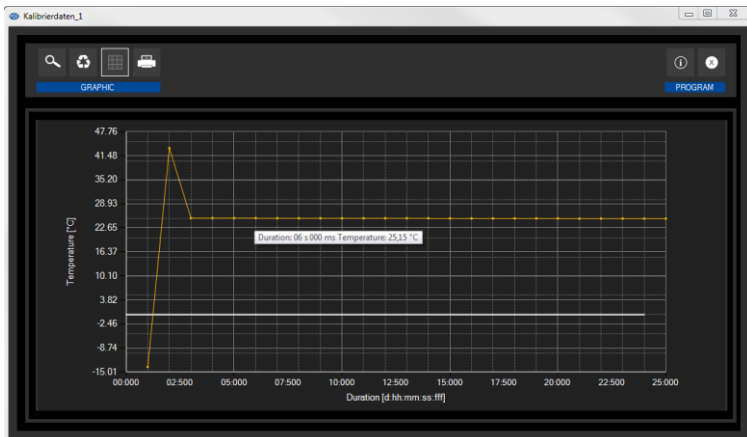 Kalibrierdaten_1
GRAPHIC
PROGRAM
47.76
41.48
35.20
28.93
22.65
16.37
10.10
3.82
-2.46
-8.74
-15.01
Temperature [°C]
Duration: 06 s 000 ms Temperature: 25,15 °C
00:000 02:500 05:000 07:500 10:000 12:500 15:000 17:500 20:000 22:500 25:000
Duration [d:hh:mm:ss:fff]